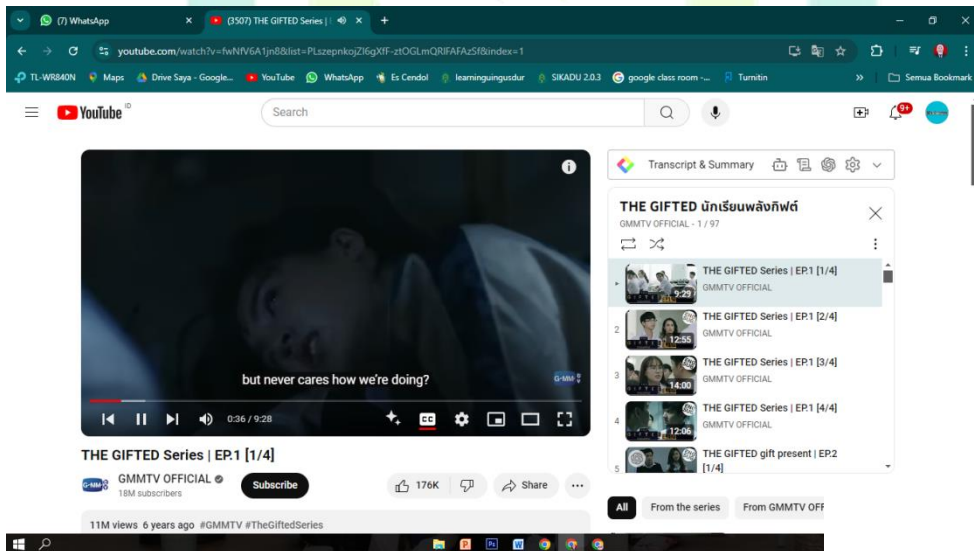 (7) WhatsApp
(3507) THE GIFTED Series |
youtube.com/watch?v=fwNfV6A1jn8&list=PLszepnkojZI6gXfF-ztOGLmQRlFAFAzSf&index=1
TL-WR840N
Maps
Drive Saya - Google...
YouTube
WhatsApp
Es Cendol
learninguingusdur
SIKADU 2.0.3
google class room -...
Turnitin
Semua Bookmark
YouTube ID
Search
9+
but never cares how we're doing?
0:36 / 9:28
CC
THE GIFTED Series | EP.1 [1/4]
GMMTV OFFICIAL
18M subscribers
Subscribe
176K
Share
11M views 6 years ago #GMMTV #TheGiftedSeries
Transcript & Summary
THE GIFTED นักเรียนพลังกิฟต์
GMMTV OFFICIAL - 1 / 97
THE GIFTED Series | EP.1 [1/4]
GMMTV OFFICIAL
9:29
2
THE GIFTED Series | EP.1 [2/4]
GMMTV OFFICIAL
12:55
3
THE GIFTED Series | EP.1 [3/4]
GMMTV OFFICIAL
14:00
4
THE GIFTED Series | EP.1 [4/4]
GMMTV OFFICIAL
12:06
5
THE GIFTED gift present | EP.2
[1/4]
All
From the series
From GMMTV OFF